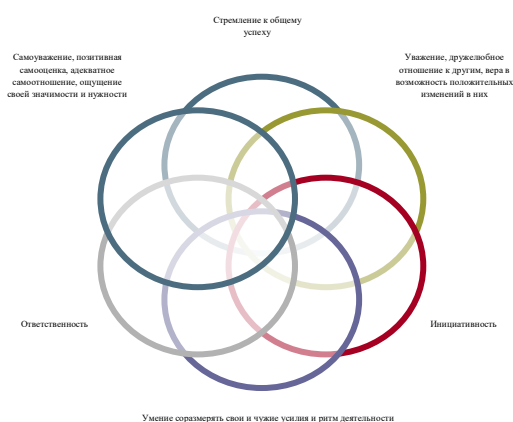 Стремление к общему
успеху
Самоуважение, позитивная
самооценка, адекватное
самоотношение, ощущение
своей значимости и нужности
Уважение, дружелюбное
отношение к другим, вера в
возможность положительных
изменений в них
Ответственность
Инициативность
Умение соразмерять свои и чужие усилия и ритм деятельности